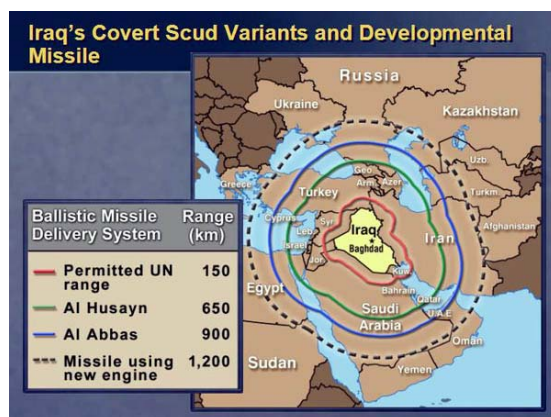 Iraq's Covert Scud Variants and Developmental
Missile
Russia
Ukraine
Kazakhstan
Geo.
Uzb.
Greece
Turkey
Arm.
Azer.
Turkm.
Cyprus
Syr.
Leb.
Iraq
Baghdad
Iran
Afghanistan
Israel
Jor.
Kuw.
Egypt
Bahrain
Saudi
Arabia
Qatar
U.A.E.
Oman
Sudan
Yemen
Ballistic Missile Range
Delivery System (km)
Permitted UN 150
range
Al Husayn 650
Al Abbas 900
Missile using 1,200
new engine